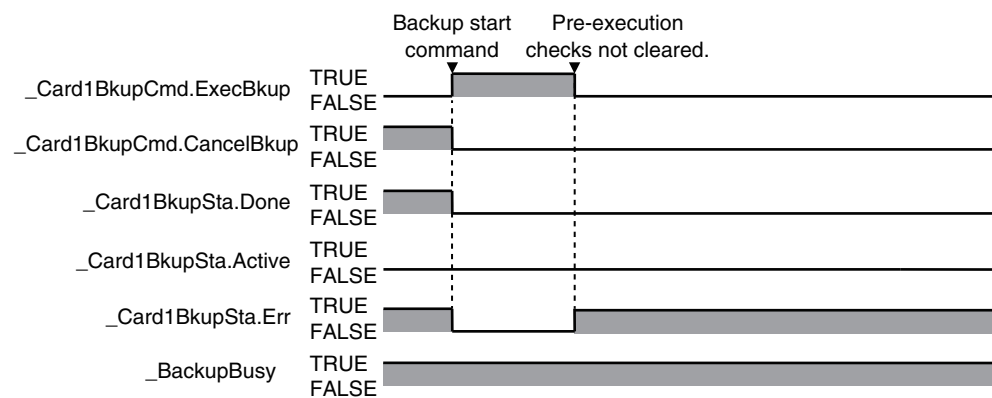 Backup start command
Pre-execution checks not cleared.
_Card1BkupCmd.ExecBkup
TRUE
FALSE
_Card1BkupCmd.CancelBkup
TRUE
FALSE
_Card1BkupSta.Done
TRUE
FALSE
_Card1BkupSta.Active
TRUE
FALSE
_Card1BkupSta.Err
TRUE
FALSE
_BackupBusy
TRUE
FALSE